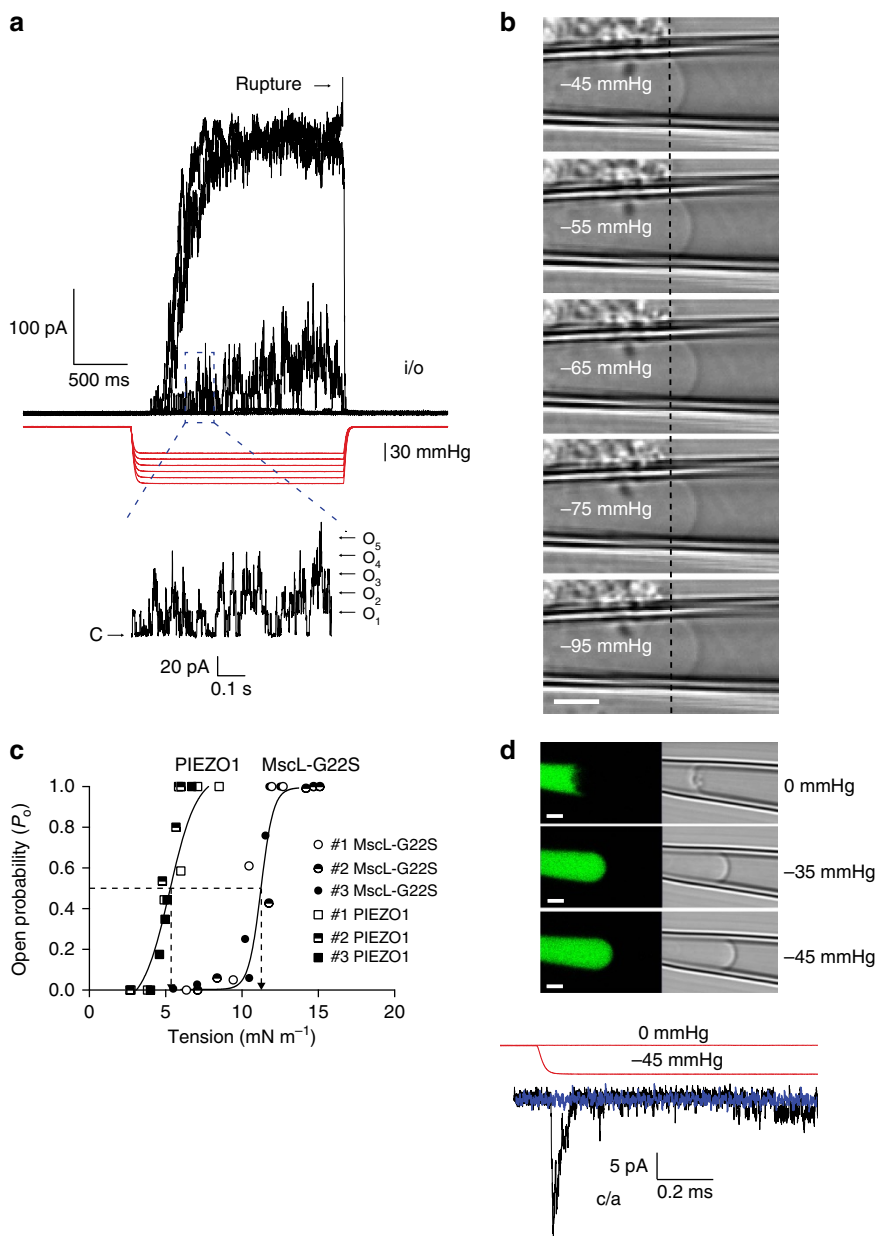 a
Rupture →
100 pA
500 ms
i/o
30 mmHg
O5
O4
O3
O2
O1
C →
20 pA
0.1 s
b
–45 mmHg
–55 mmHg
–65 mmHg
–75 mmHg
–95 mmHg
c
PIEZO1 MscL-G22S
1.0
0.8
0.6
0.4
0.2
0.0
Open probability (Po)
0 5 10 15 20
Tension (mN m–1)
#1 MscL-G22S
#2 MscL-G22S
#3 MscL-G22S
#1 PIEZO1
#2 PIEZO1
#3 PIEZO1
d
0 mmHg
–35 mmHg
–45 mmHg
0 mmHg
–45 mmHg
5 pA
0.2 ms
c/a